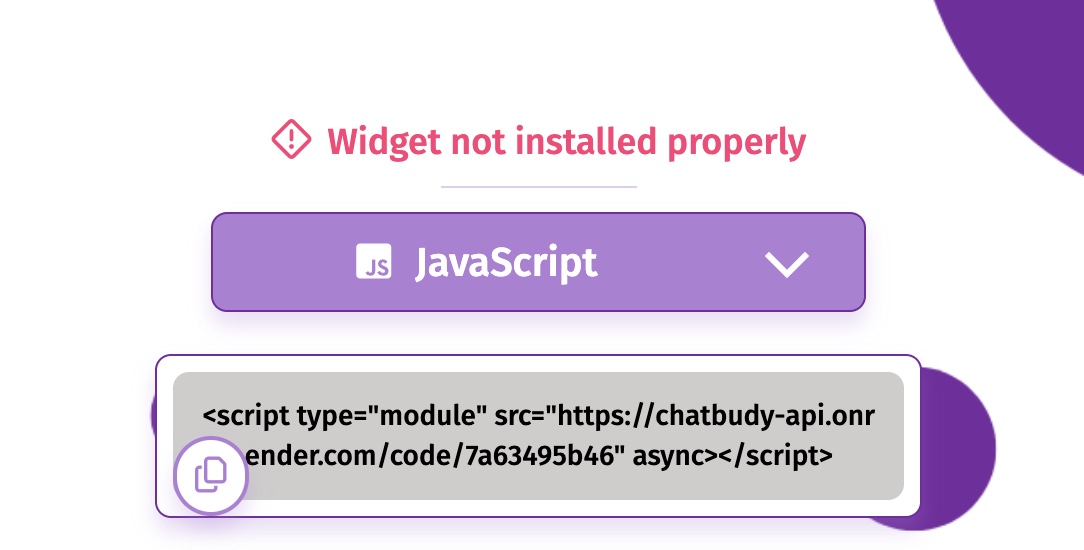 Widget not installed properly
JS JavaScript
<script type="module" src="https://chatbudy-api.onr
ender.com/code/7a63495b46" async></script>